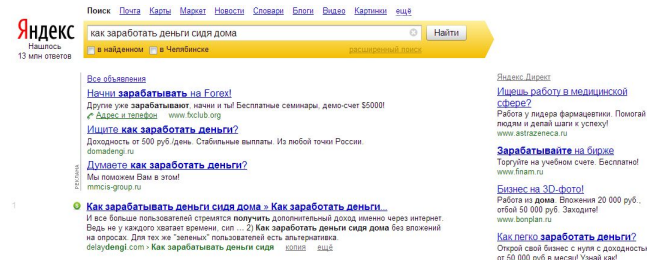 Поиск Почта Карты Маркет Новости Словари Блоги Видео Картинки ещё
Яндекс
Нашлось
13 млн ответов
как заработать деньги сидя дома
Найти
в найденном в Челябинске расширенный поиск
Все объявления
Начни зарабатывать на Forex!
Другие уже зарабатывают, начни и ты! Бесплатные семинары, демо-счет $5000!
Адрес и телефон www.fxclub.org
Ищите как заработать деньги?
Доходность от 500 руб./день. Стабильные выплаты. Из любой точки России.
domadengi.ru
Думаете как заработать деньги?
Мы поможем Вам в этом!
mmcis-group.ru
РЕКЛАМА
1
Как зарабатывать деньги сидя дома » Как заработать деньги...
И все больше пользователей стремятся получить дополнительный доход именно через интернет.
Ведь не у каждого хватает времени, сил ... 2) Как заработать деньги сидя дома без вложений
на опросах. Для тех же "зеленых" пользователей есть альтернатива.
delaydengi.com › Как зарабатывать деньги сидя копия ещё
Яндекс Директ
Ищешь работу в медицинской
сфере?
Работа у лидера фармацевтики. Помогай
людям и делай шаги к успеху!
www.astrazeneca.ru
Зарабатывайте на бирже
Торгуйте на учебном счете. Бесплатно!
www.finam.ru
Бизнес на 3D-фото!
Работа из дома. Вложения 20 000 руб.,
отбой 50 000 руб. Заходите!
www.bonplan.ru
Как легко заработать деньги?
Открой свой бизнес с нуля с доходностью
от 50 000 руб в месяц! Узнай как!